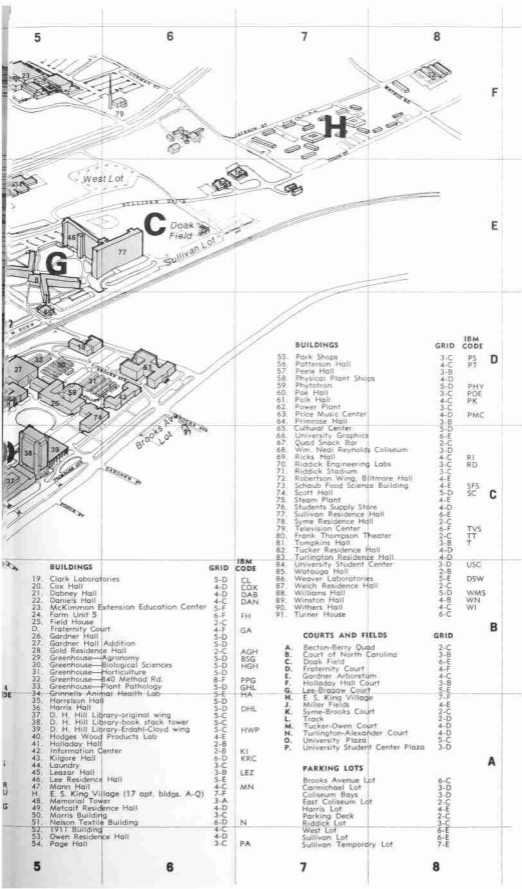 5 6 7 8
23
F
79
H
West Lot
SULLIVAN DRIVE
C Doak
Field
46
77
E
G
Sullivan Lot
BUILDINGS GRID IBM CODE
55. Park Shops 3-C PS
D
56. Patterson Hall 4-C PT
57. Peele Hall 3-B
58. Physical Plant Shops 4-D
59. Phytotron 5-D PHY
60. Poe Hall 3-C POE
61. Polk Hall 4-C PK
62. Power Plant 3-C
63. Price Music Center 4-D PMC
64. Primrose Hall 3-B
65. Cultural Center 5-D
66. University Graphics 6-E
67. Quad Snack Bar 2-C
68. Wm. Neal Reynolds Coliseum 3-D
69. Ricks Hall 4-C RI
70. Riddick Engineering Labs 3-C RD
71. Riddick Stadium 3-C
72. Robertson Wing, Biltmore Hall 4-E
73. Schaub Food Science Building 4-E SFS
74. Scott Hall 5-D SC
C
75. Steam Plant 4-E
76. Students Supply Store 4-D
77. Sullivan Residence Hall 6-E
78. Syme Residence Hall 2-C
79. Television Center 6-F TVS
80. Frank Thompson Theater 2-C TT
81. Tompkins Hall 3-B T
82. Tucker Residence Hall 4-D
83. Turlington Residence Hall 4-D
84. University Student Center 3-D USC
85. Watauga Hall 2-B
86. Weaver Laboratories 5-E DSW
87. Welch Residence Hall 2-C
88. Williams Hall 5-D WMS
89. Winston Hall 4-B WN
90. Withers Hall 4-C WI
91. Turner House 6-C
Brooks Av
Lot
27
38
39
37
BUILDINGS GRID IBM CODE
19. Clark Laboratories 5-D CL
20. Cox Hall 4-D COX
21. Dabney Hall 4-D DAB
22. Daniels Hall 4-C DAN
23. McKimmon Extension Education Center 5-F
24. Farm Unit 5 6-F FH
25. Field House 2-C
D. Fraternity Court 4-F GA
26. Gardner Hall 5-D
27. Gardner Hall Addition 5-D
28. Gold Residence Hall 2-C AGH
29. Greenhouse—Agronomy 5-D BSG
30. Greenhouse—Biological Sciences 5-D HGH
31. Greenhouse—Horticulture 5-D
32. Greenhouse—840 Method Rd. 8-F PPG
33. Greenhouse—Plant Pathology 5-D GHL
34. Grinnells Animal Health Lab 5-E HA
35. Harrelson Hall 5-D
36. Harris Hall 5-D DHL
37. D. H. Hill Library-original wing 5-C
38. D. H. Hill Library-book stack tower 5-C
39. D. H. Hill Library-Erdahl-Cloyd wing 5-C HWP
40. Hodges Wood Products Lab 4-E
41. Holladay Hall 2-B
42. Information Center 2-B KI
43. Kilgore Hall 6-D KRC
44. Laundry 3-C
45. Leazar Hall 3-B LEZ
46. Lee Residence Hall 5-E
47. Mann Hall 4-C MN
H. E. S. King Village (17 apt. bldgs. A-Q) 7-F
48. Memorial Tower 3-A
49. Metcalf Residence Hall 4-D
50. Morris Building 3-C
51. Nelson Textile Building 6-D N
52. 1911 Building 4-C
53. Owen Residence Hall 4-D
54. Page Hall 3-C PA
B
COURTS AND FIELDS GRID
A. Becton-Berry Quad 2-C
B. Court of North Carolina 3-B
C. Doak Field 6-E
D. Fraternity Court 4-F
E. Gardner Arboretum 4-C
F. Holladay Hall Court 3-B
G. Lee-Bragaw Court 5-E
H. E. S. King Village 7-F
J. Miller Fields 4-E
K. Syme-Brooks Court 2-C
L. Track 2-D
M. Tucker-Owen Court 4-D
N. Turlington-Alexander Court 4-D
O. University Plaza 5-C
P. University Student Center Plaza 3-D
A
PARKING LOTS
Brooks Avenue Lot 6-C
Carmichael Lot 3-D
Coliseum Bays 3-D
East Coliseum Lot 2-C
Harris Lot 4-E
Parking Deck 2-C
Riddick Lot 3-C
West Lot 6-E
Sullivan Lot 6-E
Sullivan Temporary Lot 7-E
5 6 7 8